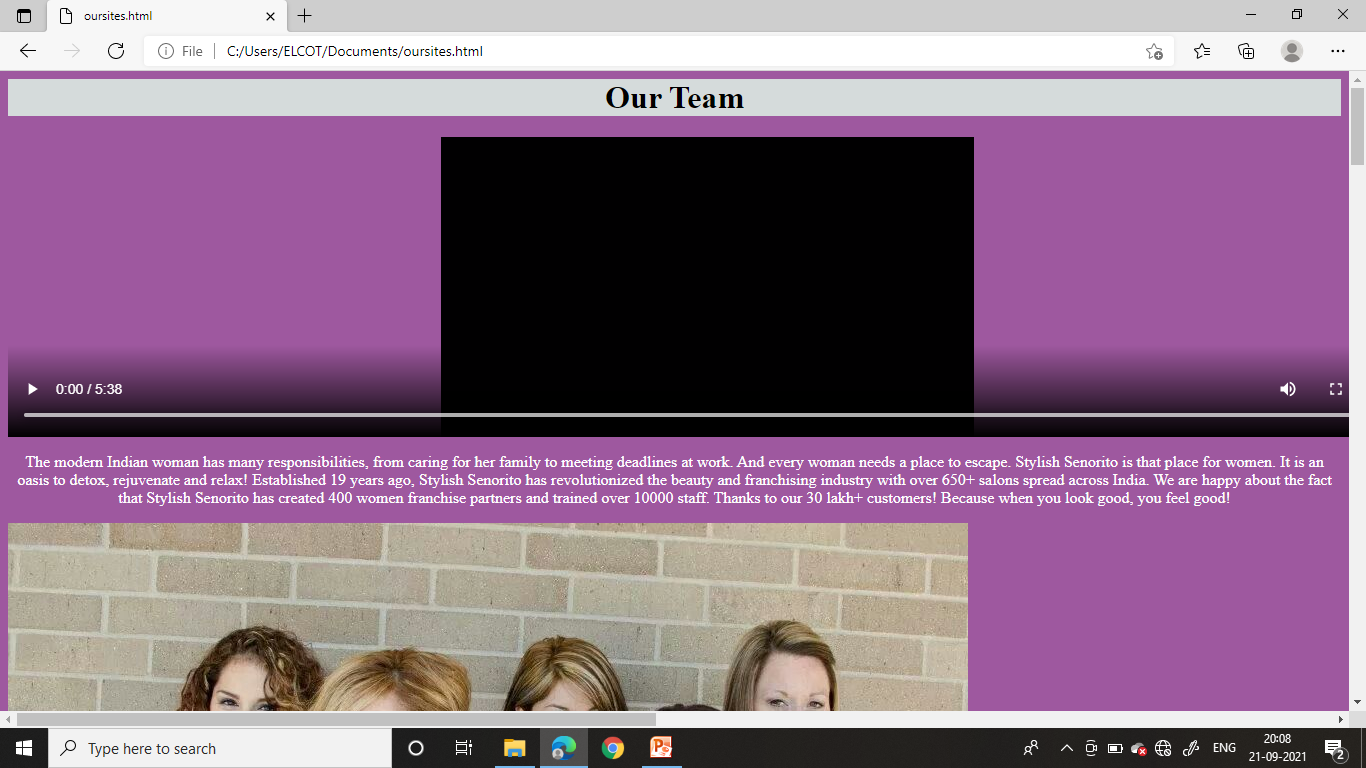 oursites.html
File
C:/Users/ELCOT/Documents/oursites.html
Our Team
0:00 / 5:38
The modern Indian woman has many responsibilities, from caring for her family to meeting deadlines at work. And every woman needs a place to escape. Stylish Senorito is that place for women. It is an
oasis to detox, rejuvenate and relax! Established 19 years ago, Stylish Senorito has revolutionized the beauty and franchising industry with over 650+ salons spread across India. We are happy about the fact
that Stylish Senorito has created 400 women franchise partners and trained over 10000 staff. Thanks to our 30 lakh+ customers! Because when you look good, you feel good!
Type here to search
ENG
20:08
21-09-2021
2